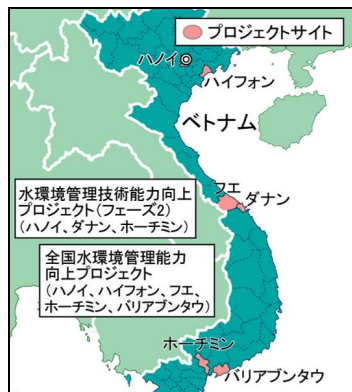 プロジェクトサイト
ハノイ
ハイフォン
ベトナム
フエ
ダナン
水環境管理技術能力向上
プロジェクト(フェーズ2)
(ハノイ、ダナン、ホーチミン)
全国水環境管理能力
向上プロジェクト
(ハノイ、ハイフォン、フエ、
ホーチミン、バリアブンタウ)
ホーチミン
バリアブンタウ